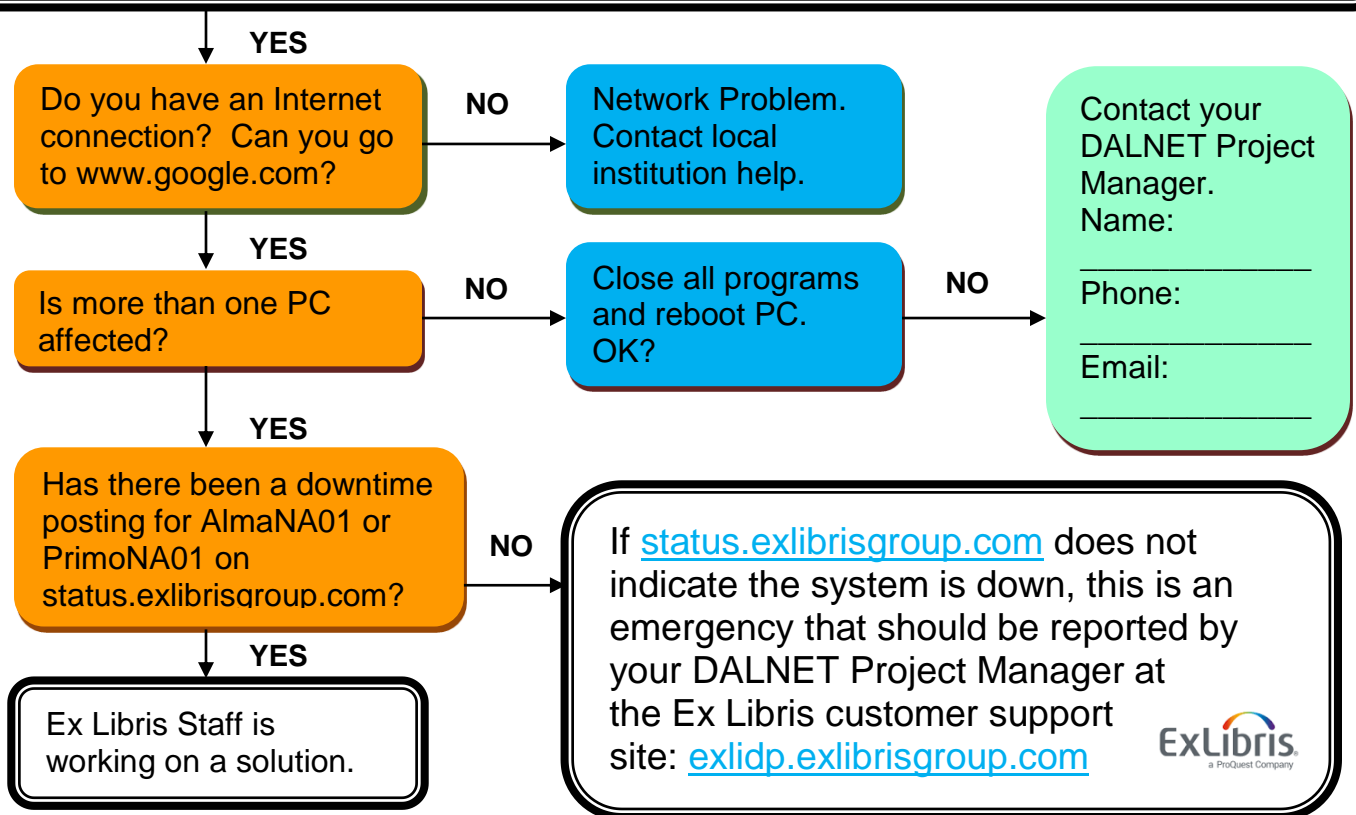 YES
Do you have an Internet
connection? Can you go
to www.google.com?
NO
Network Problem.
Contact local
institution help.
YES
Is more than one PC
affected?
NO
Close all programs
and reboot PC.
OK?
NO
Contact your
DALNET Project
Manager.
Name:
_____________
Phone:
_____________
Email:
_____________
YES
Has there been a downtime
posting for AlmaNA01 or
PrimoNA01 on
status.exlibrisgroup.com?
NO
If status.exlibrisgroup.com does not
indicate the system is down, this is an
emergency that should be reported by
your DALNET Project Manager at
the Ex Libris customer support
site: exlidp.exlibrisgroup.com
ExLibris.
a ProQuest Company
YES
Ex Libris Staff is
working on a solution.